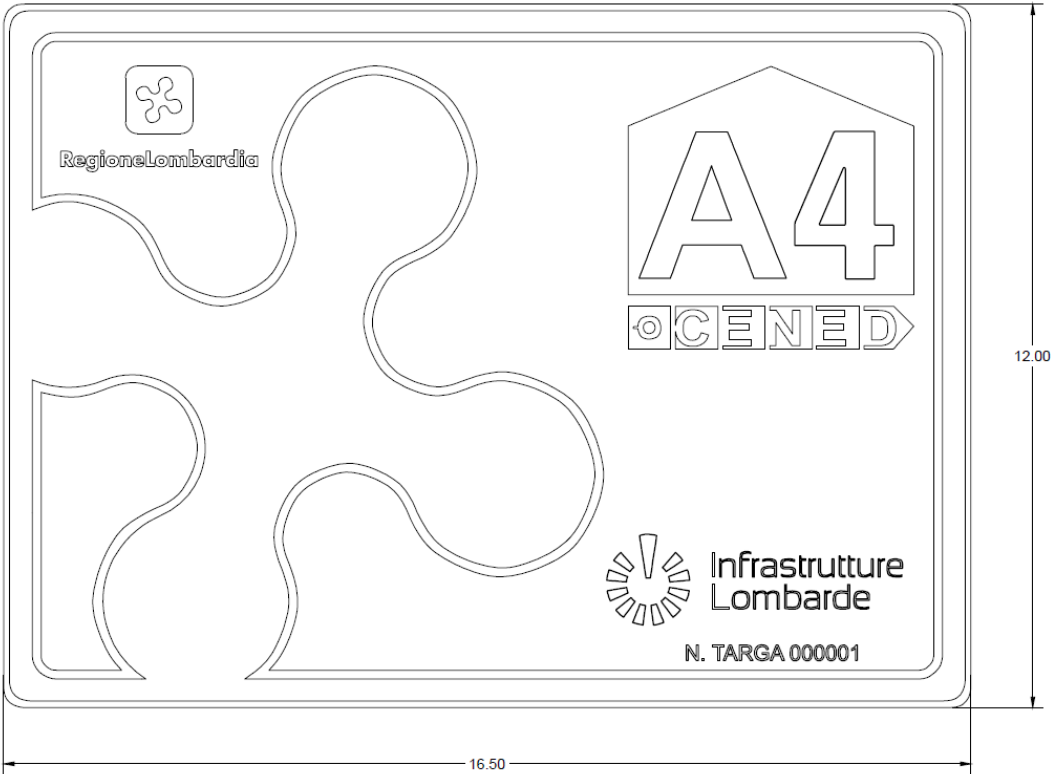 RegioneLombardia
A4
CENED
12.00
Infrastrutture
Lombarde
N. TARGA 000001
16.50